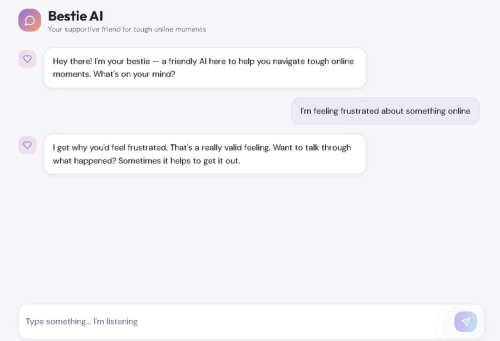 Bestie AI
Your supportive friend for tough online moments
Hey there! I'm your bestie — a friendly AI here to help you navigate tough online
moments. What's on your mind?
I'm feeling frustrated about something online
I get why you'd feel frustrated. That's a really valid feeling. Want to talk through
what happened? Sometimes it helps to get it out.
Type something... I'm listening